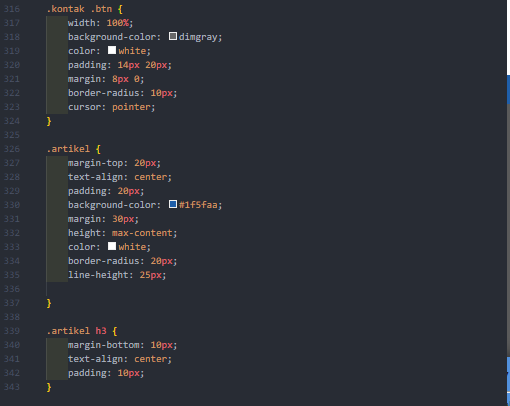 316 .kontak .btn {
317 width: 100%;
318 background-color: dimgray;
319 color: white;
320 padding: 14px 20px;
321 margin: 8px 0;
322 border-radius: 10px;
323 cursor: pointer;
324 }
325
326 .artikel {
327 margin-top: 20px;
328 text-align: center;
329 padding: 20px;
330 background-color: #1f5faa;
331 margin: 30px;
332 height: max-content;
333 color: white;
334 border-radius: 20px;
335 line-height: 25px;
336
337 }
338
339 .artikel h3 {
340 margin-bottom: 10px;
341 text-align: center;
342 padding: 10px;
343 }